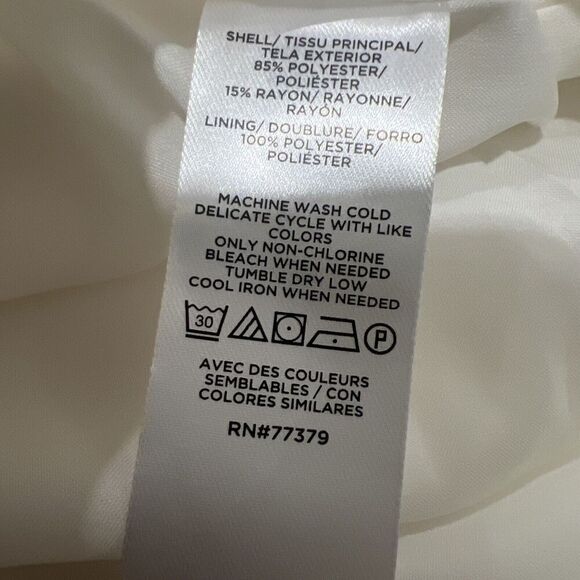 SHELL/ TISSU PRINCIPAL/
TELA EXTERIOR
85% POLYESTER/
POLIÉSTER
15% RAYON/ RAYONNE/
RAYÓN
LINING/ DOUBLURE/ FORRO
100% POLYESTER/
POLIÉSTER
MACHINE WASH COLD
DELICATE CYCLE WITH LIKE
COLORS
ONLY NON-CHLORINE
BLEACH WHEN NEEDED
TUMBLE DRY LOW
COOL IRON WHEN NEEDED
30 P
AVEC DES COULEURS
SEMBLABLES / CON
COLORES SIMILARES
RN#77379